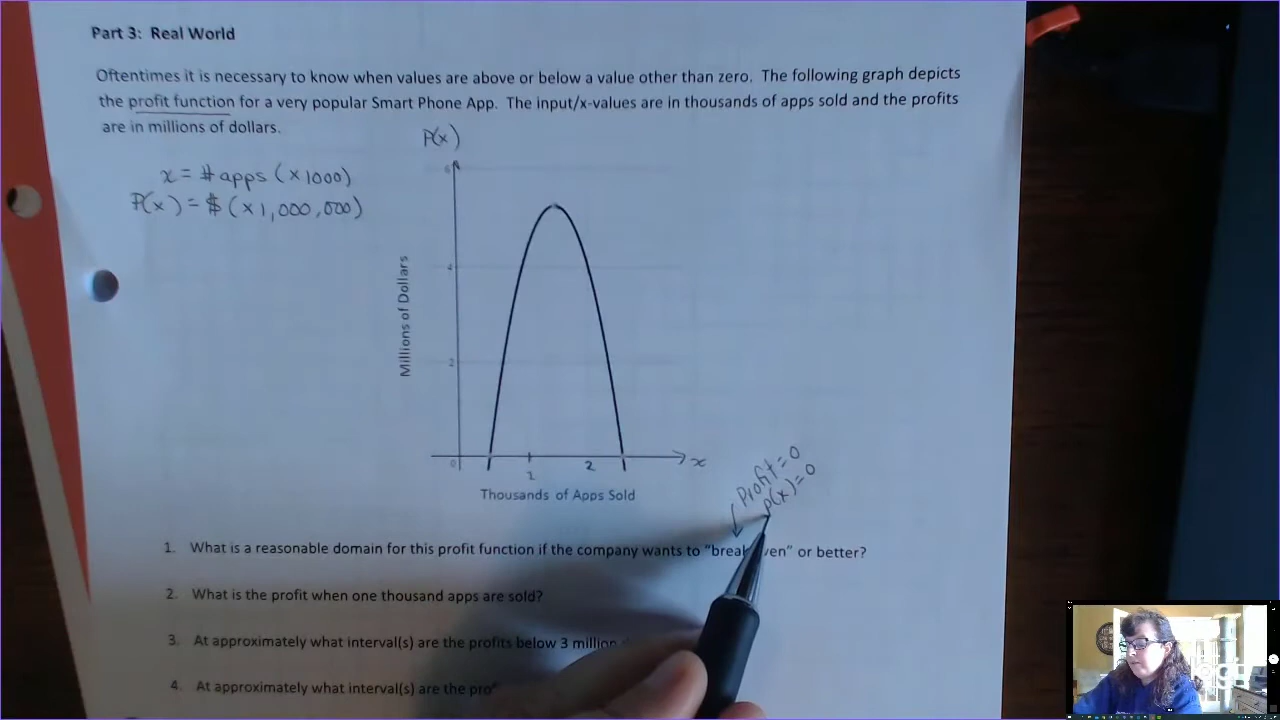 Part 3: Real World
Oftentimes it is necessary to know when values are above or below a value other than zero. The following graph depicts
the profit function for a very popular Smart Phone App. The input/x-values are in thousands of apps sold and the profits
are in millions of dollars.
P(x)
x = # apps (×1000)
P(x) = $ (×1,000,000)
4
Millions of Dollars
2
0
1
2
x
Thousands of Apps Sold
Profit = 0
P(x) = 0
1. What is a reasonable domain for this profit function if the company wants to "break even" or better?
2. What is the profit when one thousand apps are sold?
3. At approximately what interval(s) are the profits below 3 million
4. At approximately what interval(s) are the